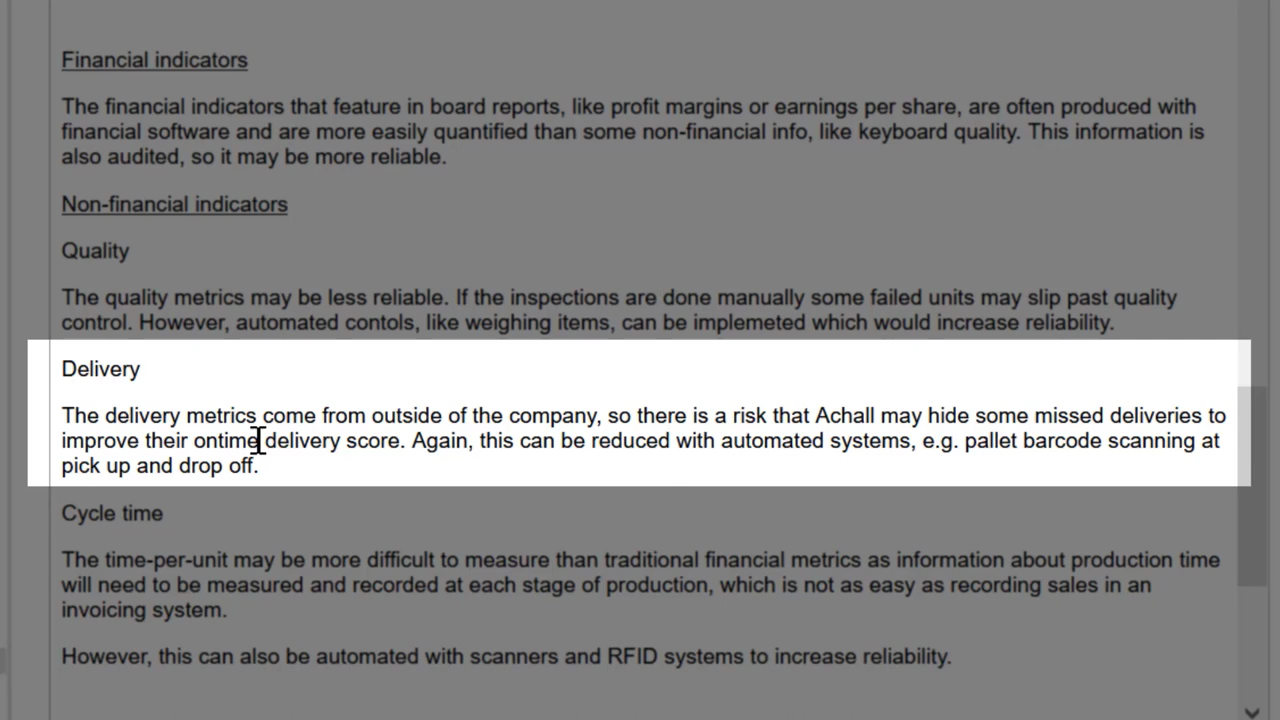 Financial indicators
The financial indicators that feature in board reports, like profit margins or earnings per share, are often produced with
financial software and are more easily quantified than some non-financial info, like keyboard quality. This information is
also audited, so it may be more reliable.
Non-financial indicators
Quality
The quality metrics may be less reliable. If the inspections are done manually some failed units may slip past quality
control. However, automated contols, like weighing items, can be implemeted which would increase reliability.
Delivery
The delivery metrics come from outside of the company, so there is a risk that Achall may hide some missed deliveries to
improve their ontime delivery score. Again, this can be reduced with automated systems, e.g. pallet barcode scanning at
pick up and drop off.
Cycle time
The time-per-unit may be more difficult to measure than traditional financial metrics as information about production time
will need to be measured and recorded at each stage of production, which is not as easy as recording sales in an
invoicing system.
However, this can also be automated with scanners and RFID systems to increase reliability.